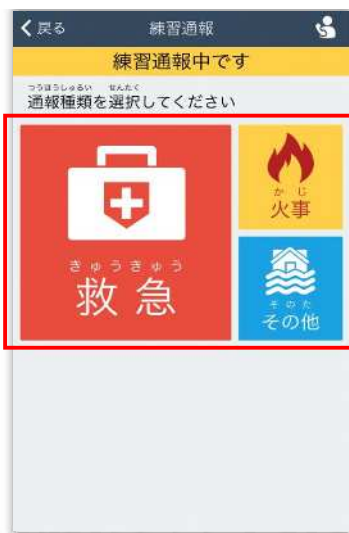 戻る 練習通報
練習通報中です
つうほうしゅるい せんたく
通報種類を選択してください
きゅうきゅう
救急
かじ
火事
そのた
その他